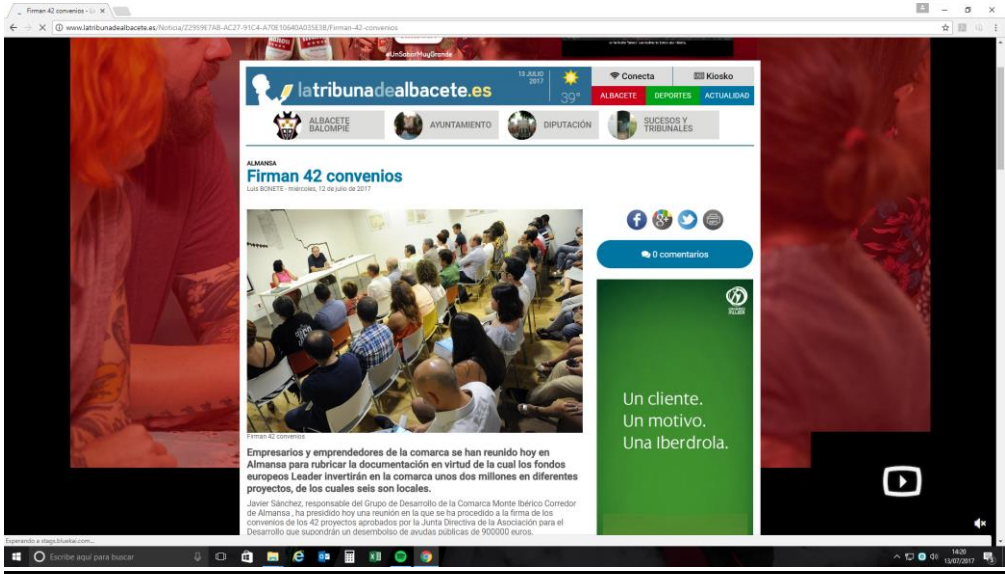 Firman 42 convenios - L
www.latribunadealbacete.es/Noticia/Z2959E7A8-AC27-91C4-A70E10640A035E38/Firman-42-convenios
#UnSaborMuyGrande
latribunadealbacete.es
13 JULIO
2017
39°
Conecta
Kiosko
ALBACETE
DEPORTES
ACTUALIDAD
ALBACETE
BALOMPIÉ
AYUNTAMIENTO
DIPUTACIÓN
SUCESOS Y
TRIBUNALES
ALMANSA
Firman 42 convenios
Luis BONETE - miércoles, 12 de julio de 2017
0 comentarios
Firman 42 convenios
Un cliente.
Un motivo.
Una Iberdrola.
Empresarios y emprendedores de la comarca se han reunido hoy en
Almansa para rubricar la documentación en virtud de la cual los fondos
europeos Leader invertirán en la comarca unos dos millones en diferentes
proyectos, de los cuales seis son locales.
Javier Sánchez, responsable del Grupo de Desarrollo de la Comarca Monte Ibérico Corredor
de Almansa , ha presidido hoy una reunión en la que se ha procedido a la firma de los
convenios de los 42 proyectos aprobados por la Junta Directiva de la Asociación para el
Desarrollo que supondrán un desembolso de ayudas públicas de 900000 euros.
Esperando a stags.bluekai.com...
Escribe aquí para buscar
14:20
13/07/2017